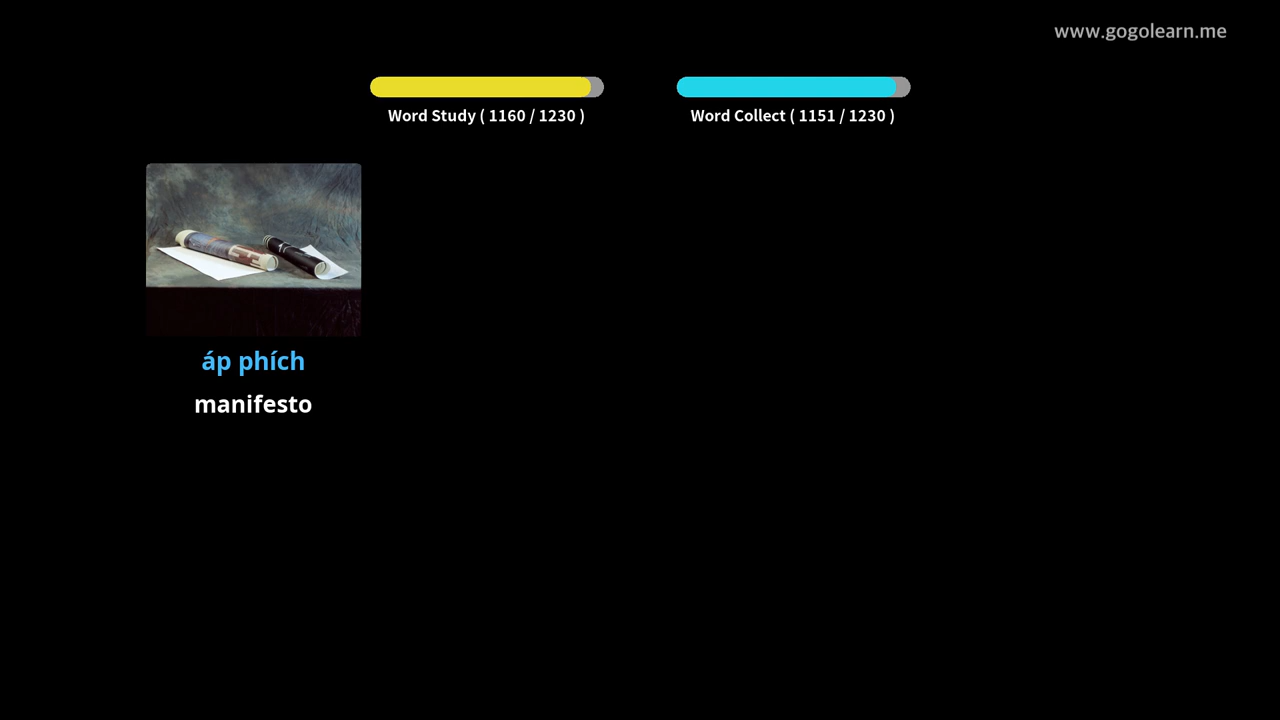 www.gogolearn.me
Word Study ( 1160 / 1230 )
Word Collect ( 1151 / 1230 )
áp phích
manifesto